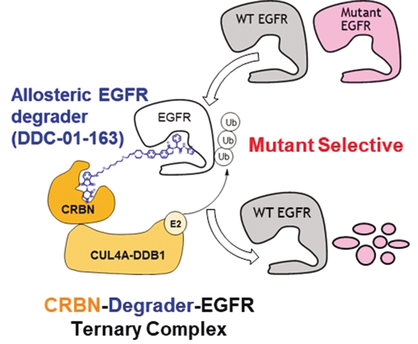 WT EGFR
Mutant
EGFR
Allosteric EGFR
degrader
(DDC-01-163)
EGFR
Ub
Ub
Ub
Mutant Selective
CRBN
E2
CUL4A-DDB1
WT EGFR
CRBN-Degrader-EGFR
Ternary Complex